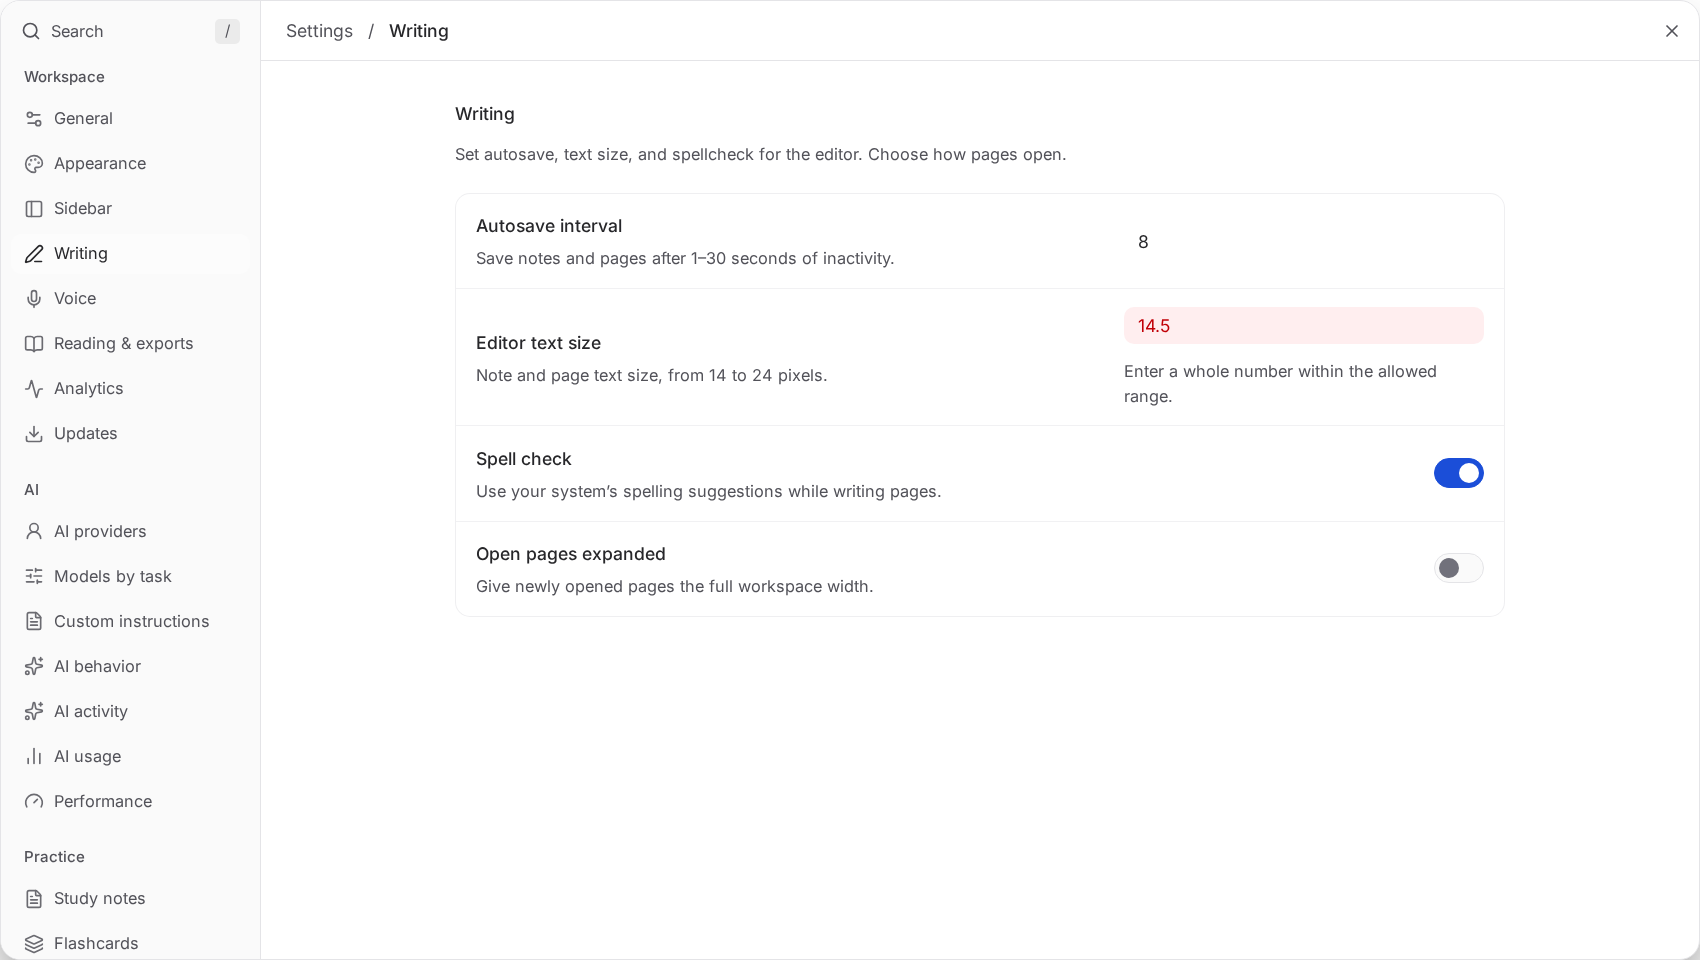 Search /
Workspace
General
Appearance
Sidebar
Writing
Voice
Reading & exports
Analytics
Updates
AI
AI providers
Models by task
Custom instructions
AI behavior
AI activity
AI usage
Performance
Practice
Study notes
Flashcards
Settings / Writing
Writing
Set autosave, text size, and spellcheck for the editor. Choose how pages open.
Autosave interval
Save notes and pages after 1–30 seconds of inactivity.
8
Editor text size
Note and page text size, from 14 to 24 pixels.
14.5
Enter a whole number within the allowed
range.
Spell check
Use your system’s spelling suggestions while writing pages.
Open pages expanded
Give newly opened pages the full workspace width.